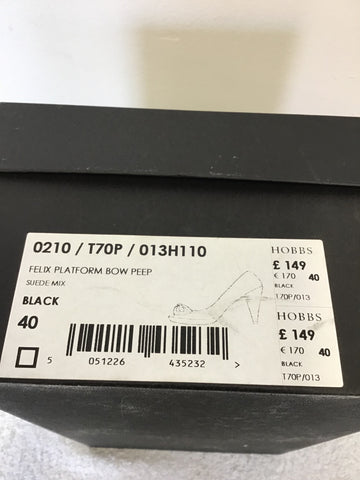 0210 / T70P / 013H110
FELIX PLATFORM BOW PEEP
SUEDE MIX
BLACK
40
5 051226 435232 >
HOBBS
£ 149
€ 170 40
BLACK
T70P/013
HOBBS
£ 149
€ 170 40
BLACK
T70P/013